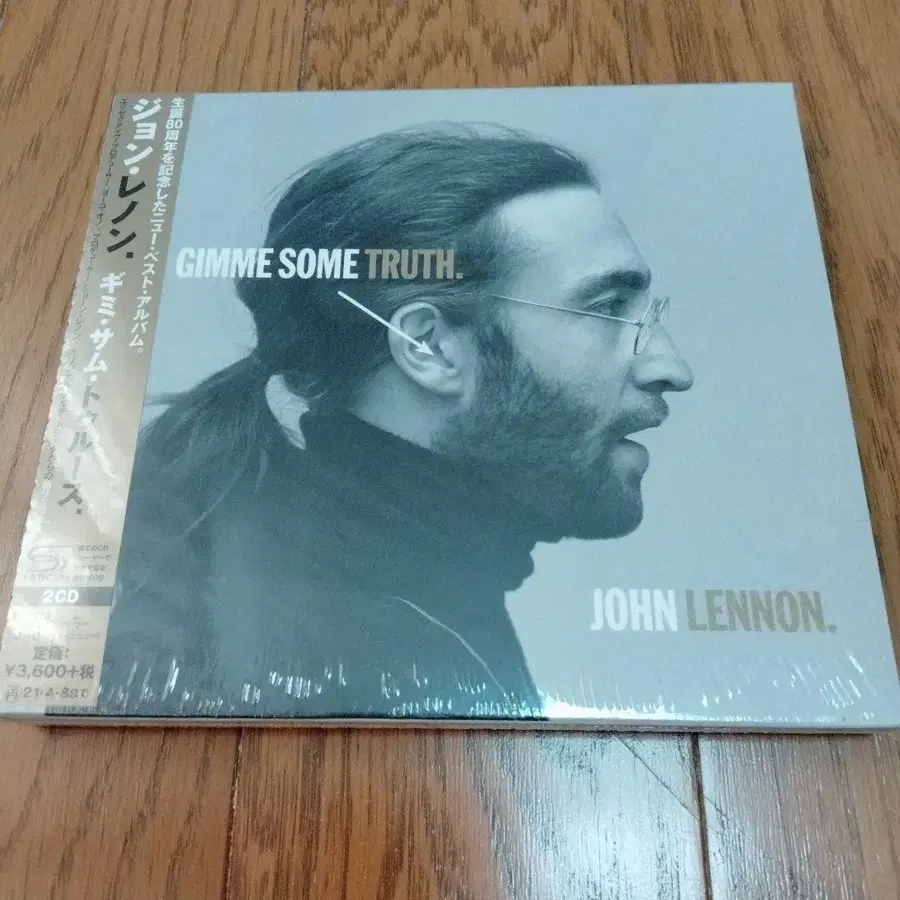 生誕80周年を記念したニュー・ベスト・アルバム。
ジョン・レノン.
ギミ・サム・トゥルース.
GIMME SOME TRUTH.
JOHN LENNON.
2CD
定価:
¥3,600+税